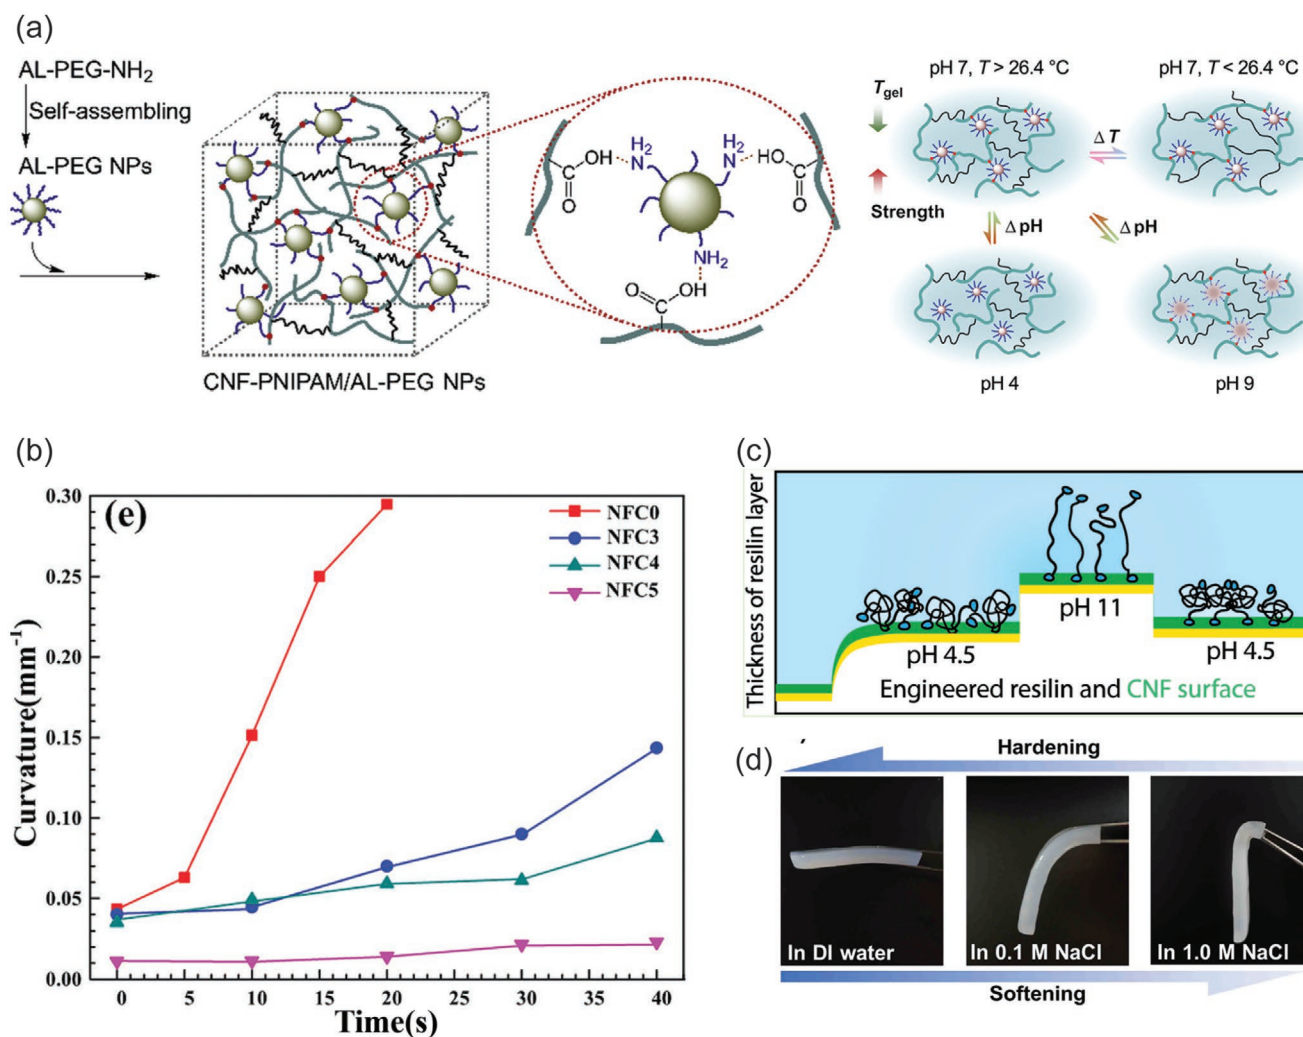 (a)
AL-PEG-NH2
Self-assembling
AL-PEG NPs
CNF-PNIPAM/AL-PEG NPs
OH
O
H2
N
H2
N
HO
O
NH2
O
OH
C
Tgel
Strength
pH 7, T > 26.4 °C
pH 7, T < 26.4 °C
Δ T
Δ pH
Δ pH
pH 4
pH 9
(b)
(e)
NFC0
NFC3
NFC4
NFC5
Curvature(mm-1)
0.30
0.25
0.20
0.15
0.10
0.05
0.00
0 5 10 15 20 25 30 35 40
Time(s)
(c)
Thickness of resilin layer
pH 4.5
pH 11
pH 4.5
Engineered resilin and CNF surface
(d)
Hardening
In DI water
In 0.1 M NaCl
In 1.0 M NaCl
Softening